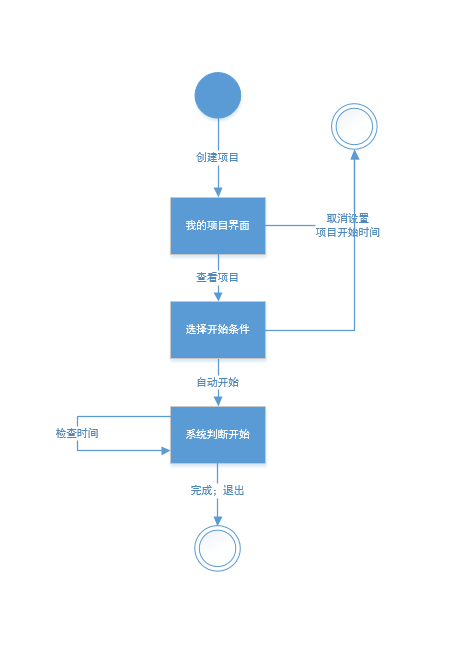 创建项目
我的项目界面
取消设置
项目开始时间
查看项目
选择开始条件
自动开始
检查时间
系统判断开始
完成；退出